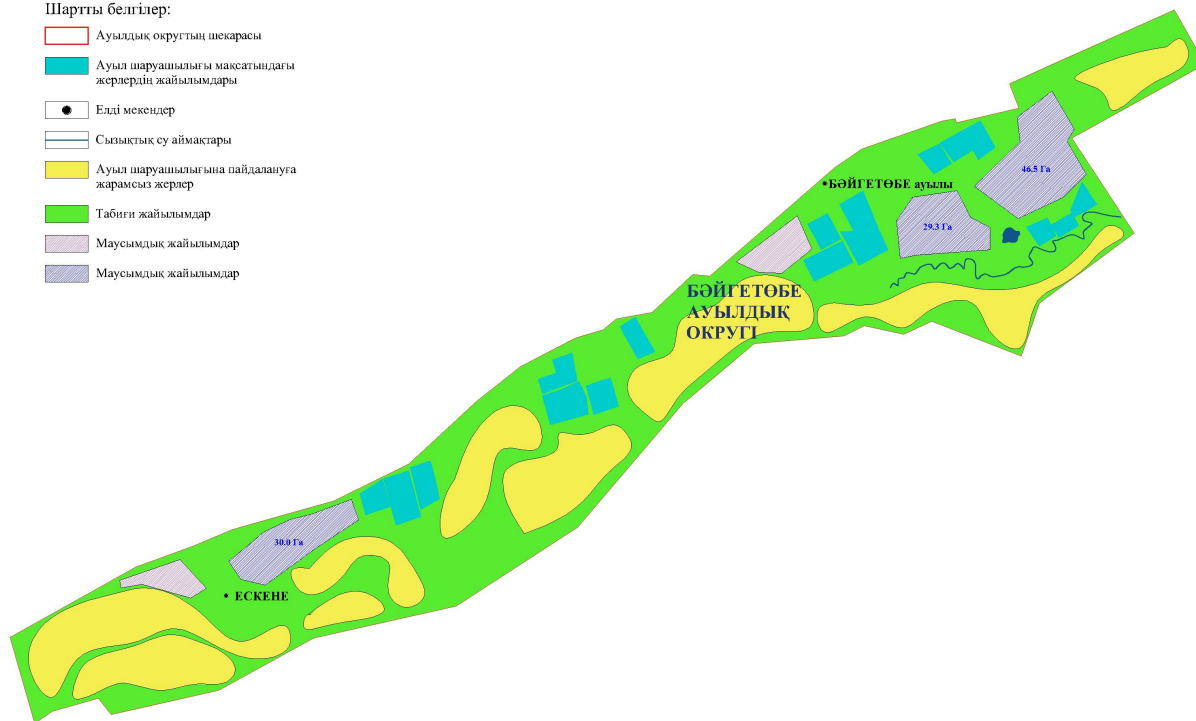 Шартты белгілер:
Ауылдық округтың шекарасы
Ауыл шаруашылығы мақсатындағы
жерлердің жайылымдары
Елді мекендер
Сызықтық су аймақтары
Ауыл шаруашылығына пайдалануға
жарамсыз жерлер
Табиғи жайылымдар
Маусымдық жайылымдар
Маусымдық жайылымдар
46.5 Га
БӘЙГЕТӨБЕ ауылы
29.3 Га
БӘЙГЕТӨБЕ
АУЫЛДЫҚ
ОКРУГІ
30.0 Га
ЕСКЕНЕ